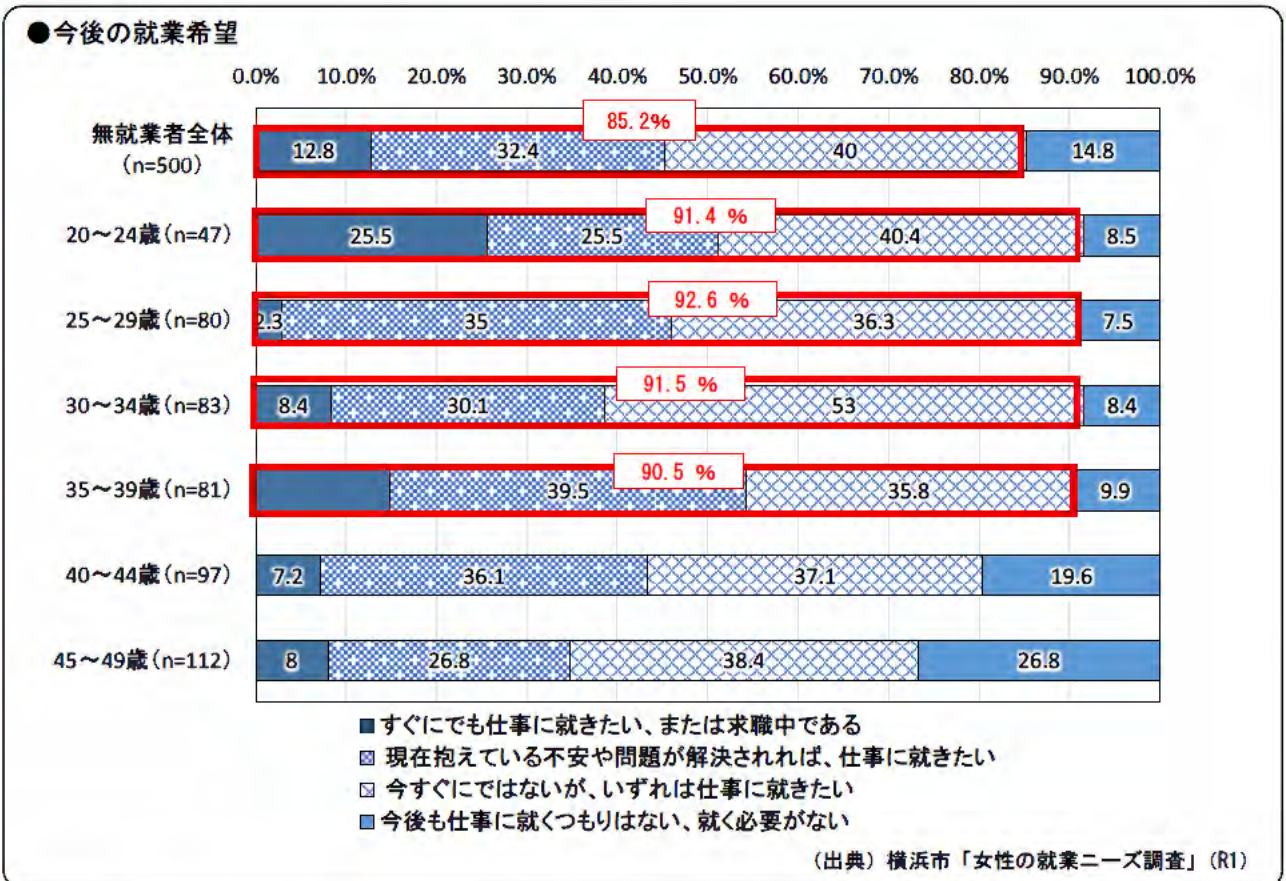 ●今後の就業希望
0.0% 10.0% 20.0% 30.0% 40.0% 50.0% 60.0% 70.0% 80.0% 90.0% 100.0%
85.2%
無就業者全体
(n=500)
12.8 32.4 40 14.8
91.4 %
20～24歳(n=47) 25.5 25.5 40.4 8.5
92.6 %
25～29歳(n=80) 2.3 35 36.3 7.5
91.5 %
30～34歳(n=83) 8.4 30.1 53 8.4
90.5 %
35～39歳(n=81) 39.5 35.8 9.9
40～44歳(n=97) 7.2 36.1 37.1 19.6
45～49歳(n=112) 8 26.8 38.4 26.8
すぐにでも仕事に就きたい、または求職中である
現在抱えている不安や問題が解決されれば、仕事に就きたい
今すぐにではないが、いずれは仕事に就きたい
今後も仕事に就くつもりはない、就く必要がない
(出典) 横浜市「女性の就業ニーズ調査」(R1)